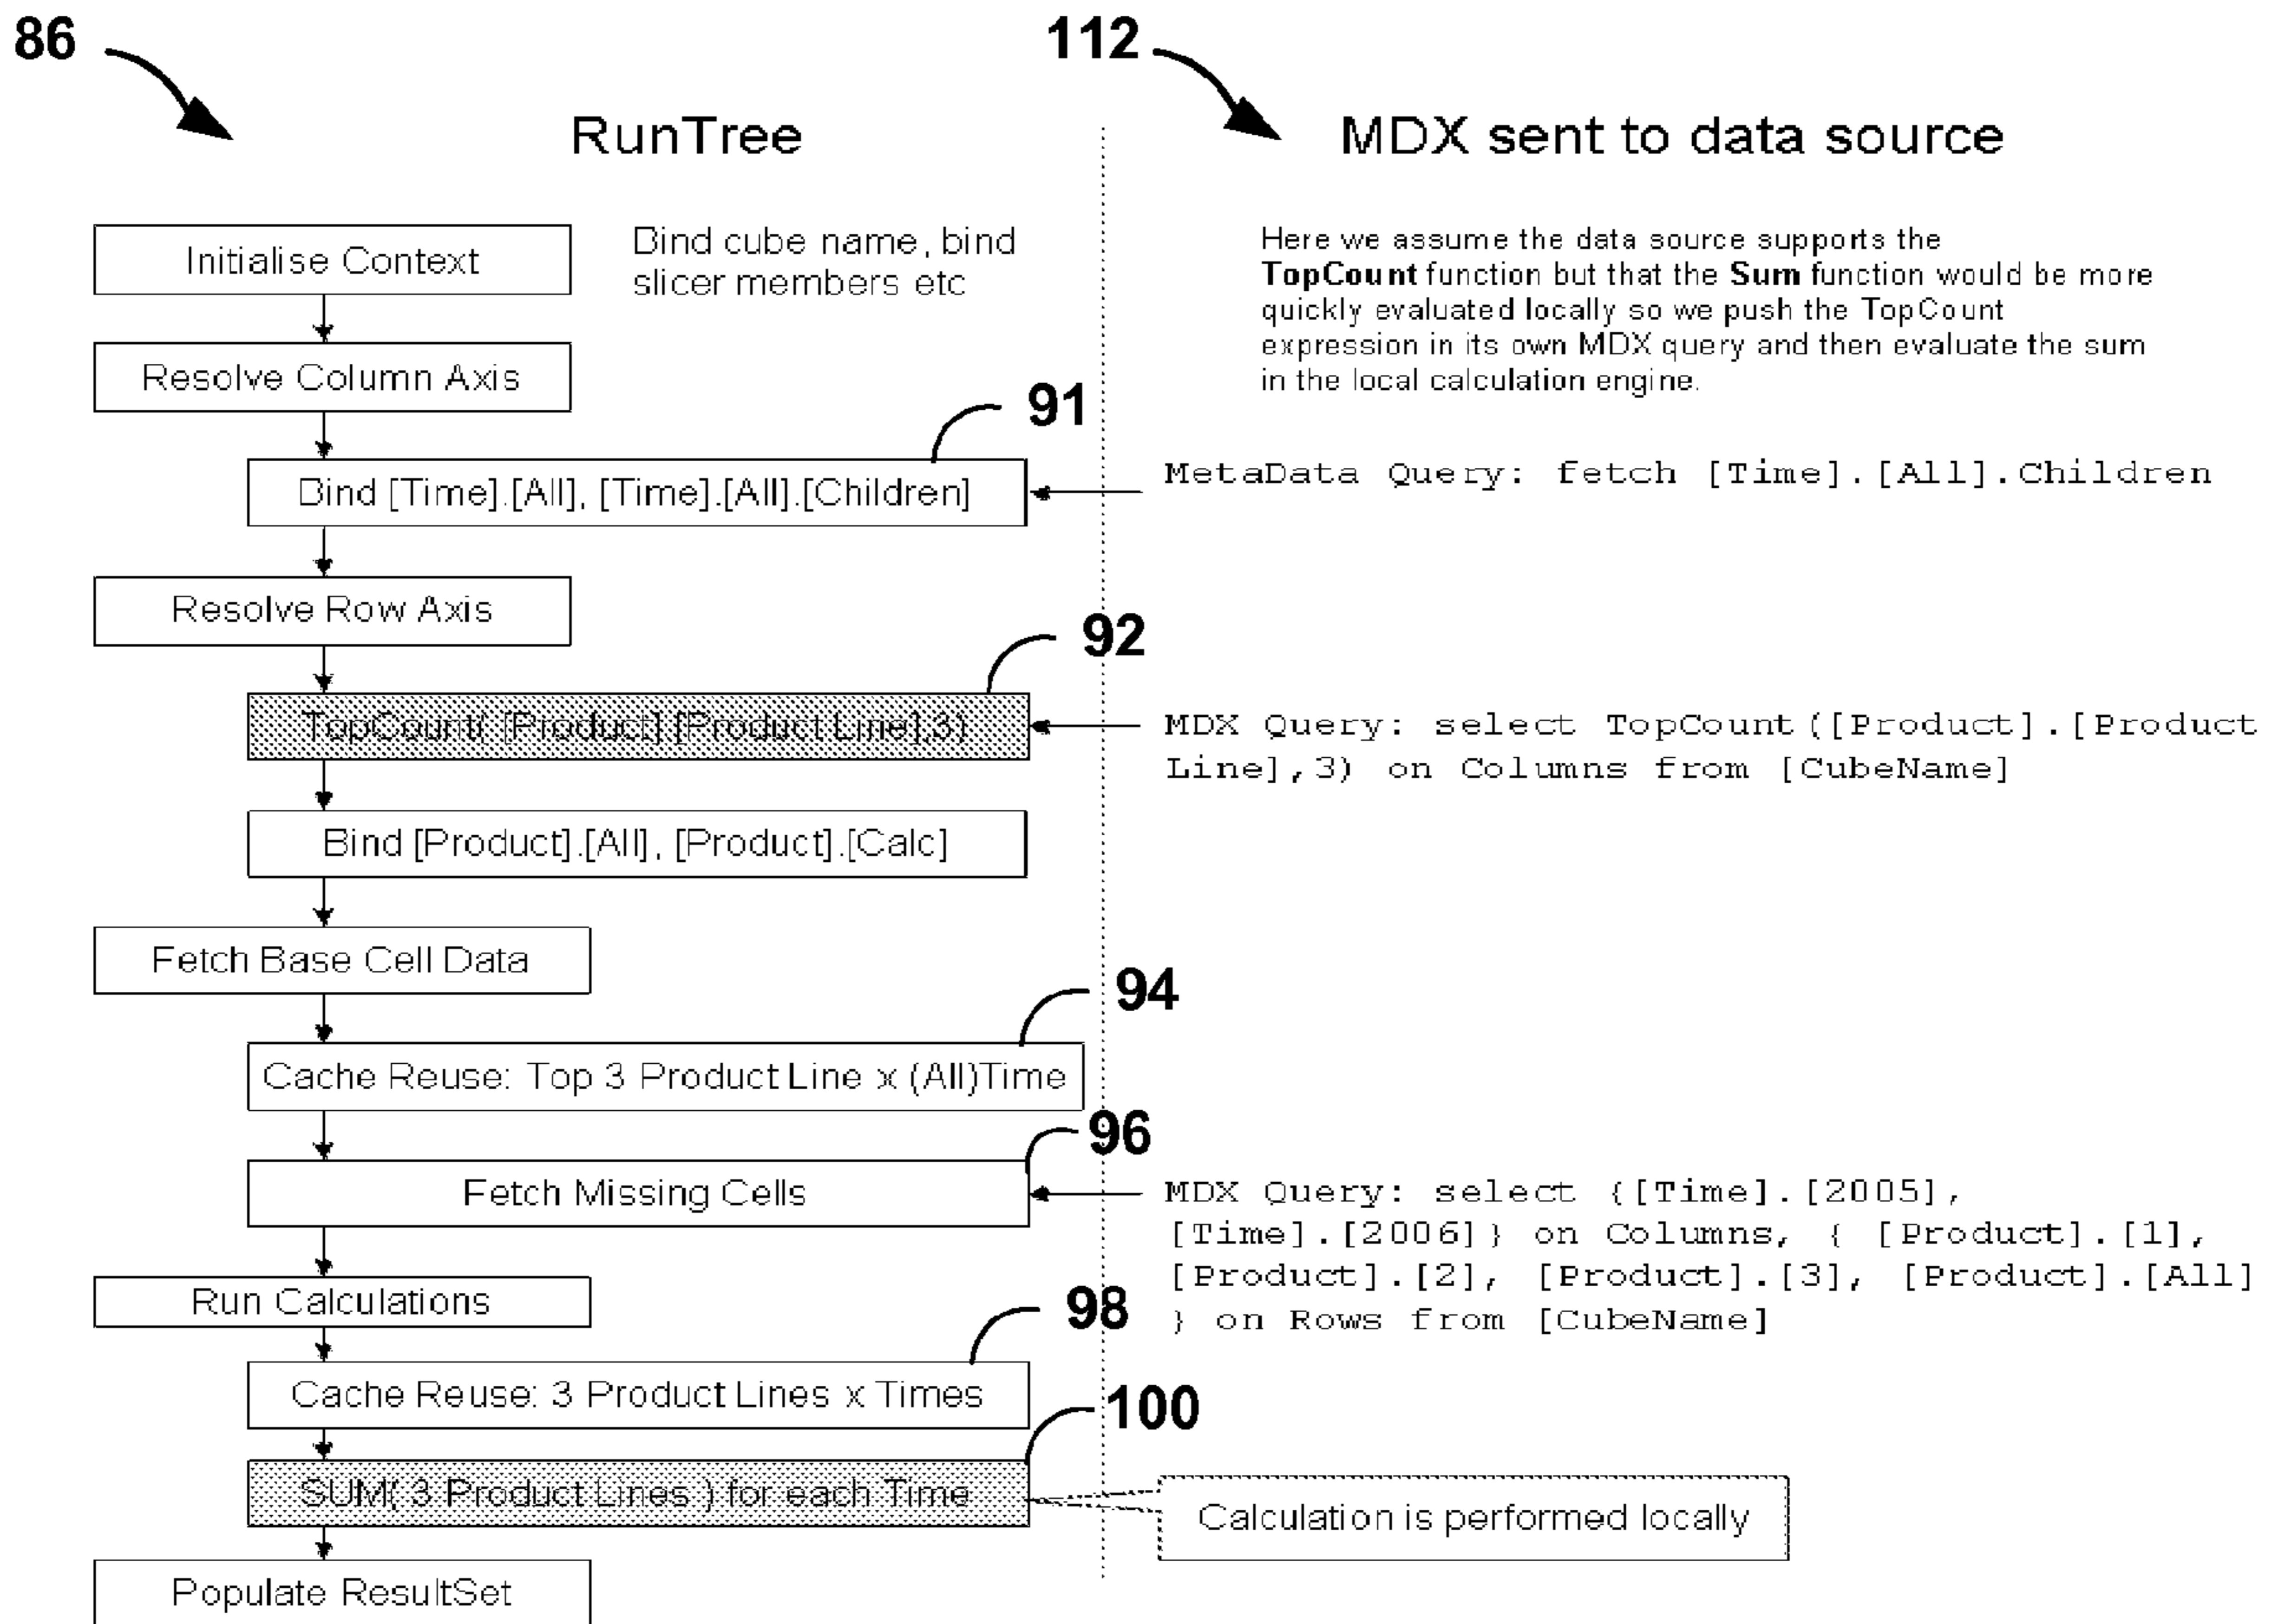 86
112
RunTree
MDX sent to data source
Initialise Context
Bind cube name, bind
slicer members etc
Here we assume the data source supports the
TopCount function but that the Sum function would be more
quickly evaluated locally so we push the TopCount
expression in its own MDX query and then evaluate the sum
in the local calculation engine.
Resolve Column Axis
91
Bind [Time].[All], [Time].[All].[Children]
MetaData Query: fetch [Time].[All].Children
Resolve Row Axis
92
TopCount( [Product].[Product Line],3)
MDX Query: select TopCount([Product].[Product
Line],3) on Columns from [CubeName]
Bind [Product].[All], [Product].[Calc]
Fetch Base Cell Data
94
Cache Reuse: Top 3 Product Line x (All)Time
96
Fetch Missing Cells
MDX Query: select {[Time].[2005],
[Time].[2006]} on Columns, { [Product].[1],
[Product].[2], [Product].[3], [Product].[All]
} on Rows from [CubeName]
Run Calculations
98
Cache Reuse: 3 Product Lines x Times
100
SUM( 3 Product Lines ) for each Time
Calculation is performed locally
Populate ResultSet